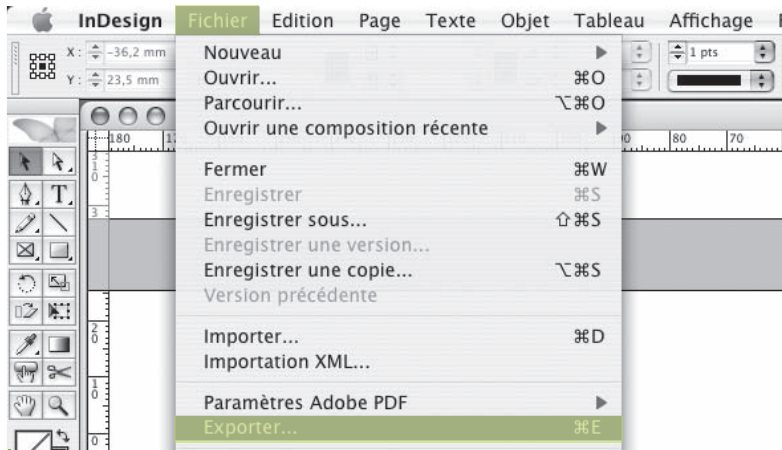 InDesign Fichier Edition Page Texte Objet Tableau Affichage
X: -36,2 mm
Y: 23,5 mm
1 pts
Nouveau
Ouvrir... ⌘O
Parcourir... ⌥⌘O
Ouvrir une composition récente
180
80 70
Fermer ⌘W
Enregistrer ⌘S
Enregistrer sous... ⇧⌘S
Enregistrer une version...
Enregistrer une copie... ⌥⌘S
Version précédente
Importer... ⌘D
Importation XML...
Paramètres Adobe PDF
Exporter... ⌘E